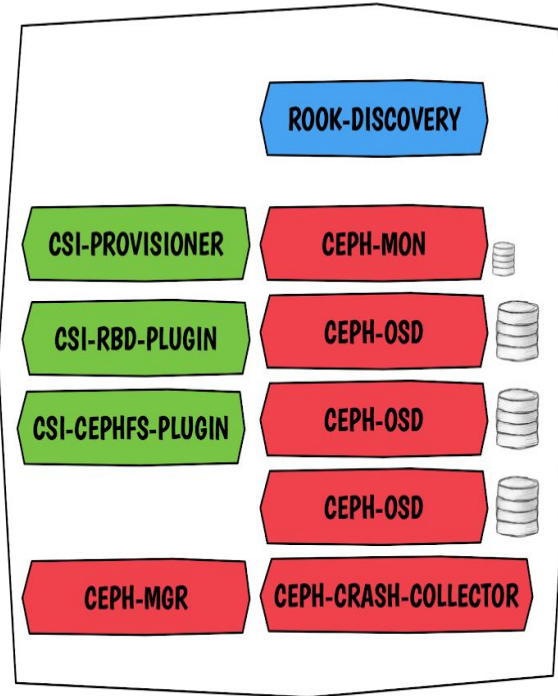 ROOK-DISCOVERY
CSI-PROVISIONER
CEPH-MON
CSI-RBD-PLUGIN
CEPH-OSD
CSI-CEPHFS-PLUGIN
CEPH-OSD
CEPH-OSD
CEPH-MGR
CEPH-CRASH-COLLECTOR